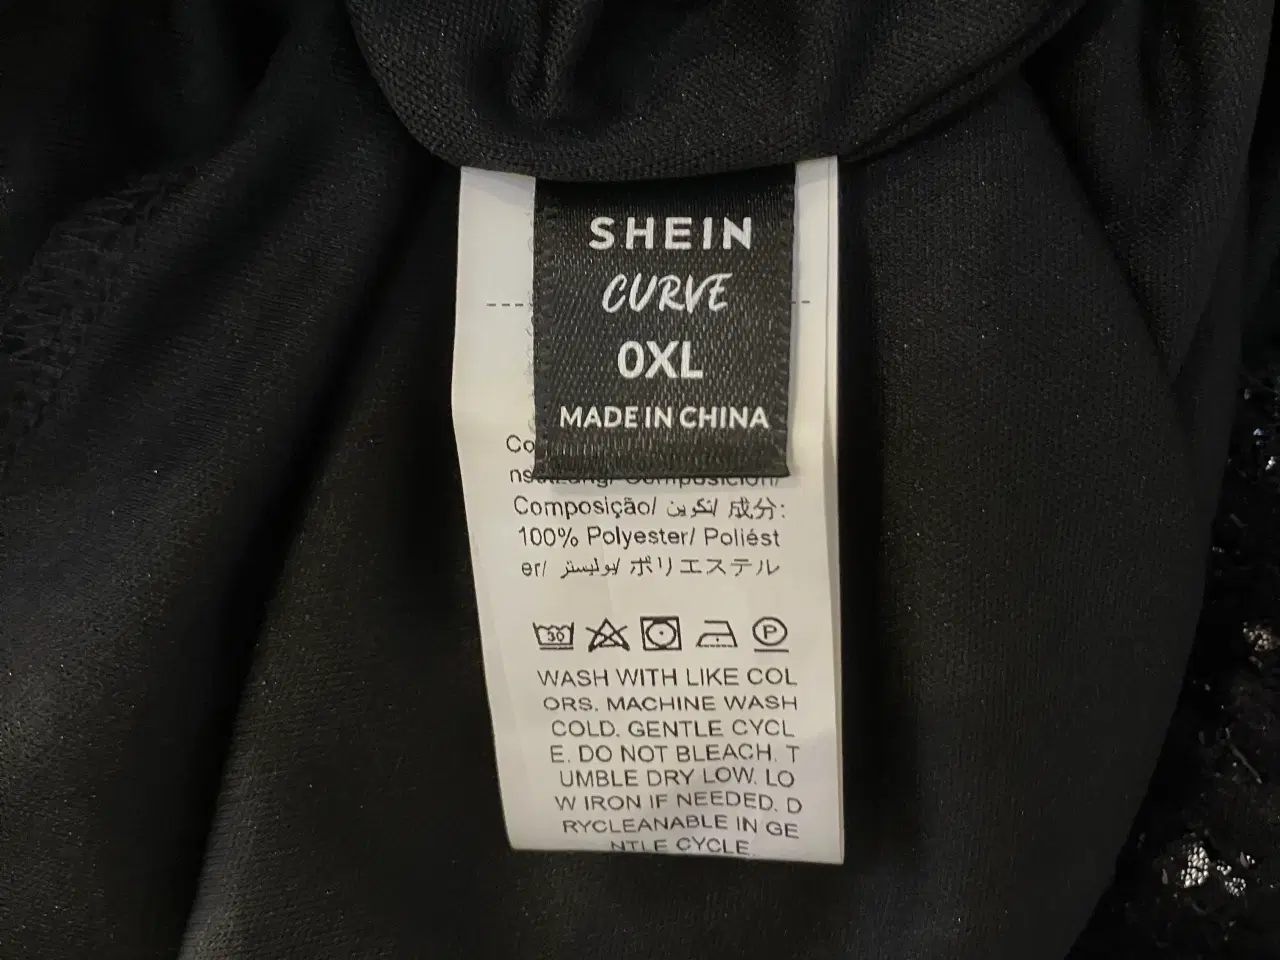 SHEIN
CURVE
0XL
MADE IN CHINA
Composição/ تكوين/ 成分:
100% Polyester/ Poliést
er/ بوليستر/ ポリエステル
30
P
WASH WITH LIKE COL
ORS. MACHINE WASH
COLD. GENTLE CYCL
E. DO NOT BLEACH. T
UMBLE DRY LOW. LO
W IRON IF NEEDED. D
RYCLEANABLE IN GE
NTLE CYCLE